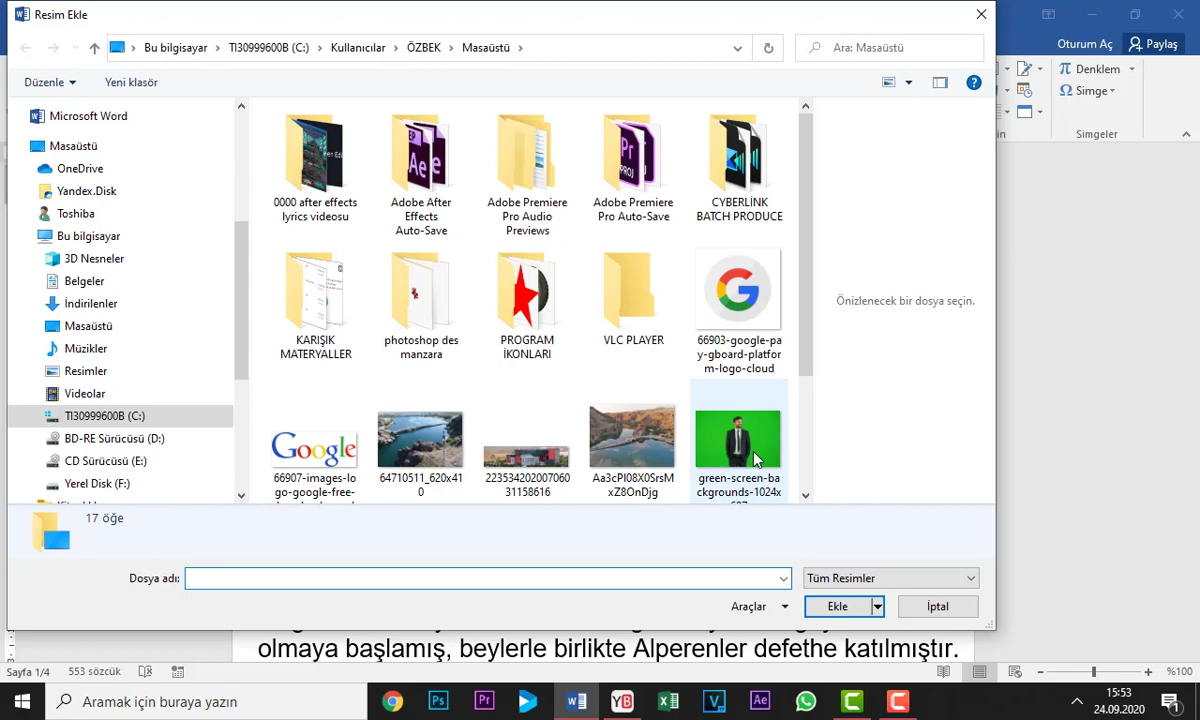 Resim Ekle
Oturum Aç
Paylaş
Bu bilgisayar > TI30999600B (C:) > Kullanıcılar > ÖZBEK > Masaüstü >
Ara: Masaüstü
Düzenle
Yeni klasör
π Denklem
Ω Simge
Simgeler
Microsoft Word
Masaüstü
OneDrive
Yandex.Disk
Toshiba
Bu bilgisayar
3D Nesneler
Belgeler
İndirilenler
Masaüstü
Müzikler
Resimler
Videolar
TI30999600B (C:)
BD-RE Sürücüsü (D:)
CD Sürücüsü (E:)
Yerel Disk (F:)
0000 after effects
lyrics videosu
Adobe After
Effects
Auto-Save
Adobe Premiere
Pro Audio
Previews
Adobe Premiere
Pro Auto-Save
CYBERLİNK
BATCH PRODUCE
KARIŞIK
MATERYALLER
photoshop des
manzara
PROGRAM
İKONLARI
VLC PLAYER
66903-google-pa
y-gboard-platfor
m-logo-cloud
Google
66907-images-lo
go-google-free-
64710511_620x41
0
223534202007060
31158616
Aa3cPI08X0SrsM
xZ8OnDjg
green-screen-ba
ckgrounds-1024x
Önizlenecek bir dosya seçin.
17 öğe
Dosya adı:
Tüm Resimler
Araçlar
Ekle
İptal
olmaya başlamış, beylerle birlikte Alperenler defethe katılmıştır.
Sayfa 1/4
553 sözcük
%100
Aramak için buraya yazın
15:53
24.09.2020